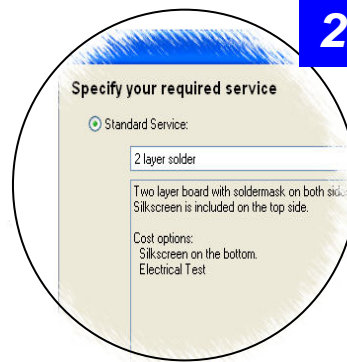 2
Specify your required service
Standard Service:
2 layer solder
Two layer board with soldermask on both
Silkscreen is included on the top side.
Cost options:
Silkscreen on the bottom.
Electrical Test